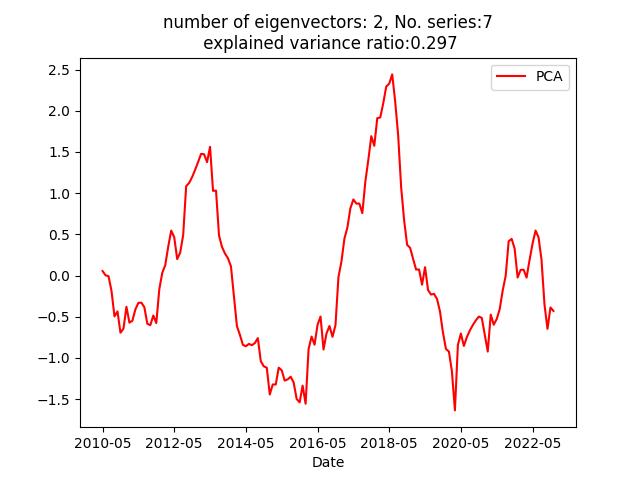 number of eigenvectors: 2, No. series:7
explained variance ratio:0.297
PCA
2.5
2.0
1.5
1.0
0.5
0.0
−0.5
−1.0
−1.5
2010-05 2012-05 2014-05 2016-05 2018-05 2020-05 2022-05
Date